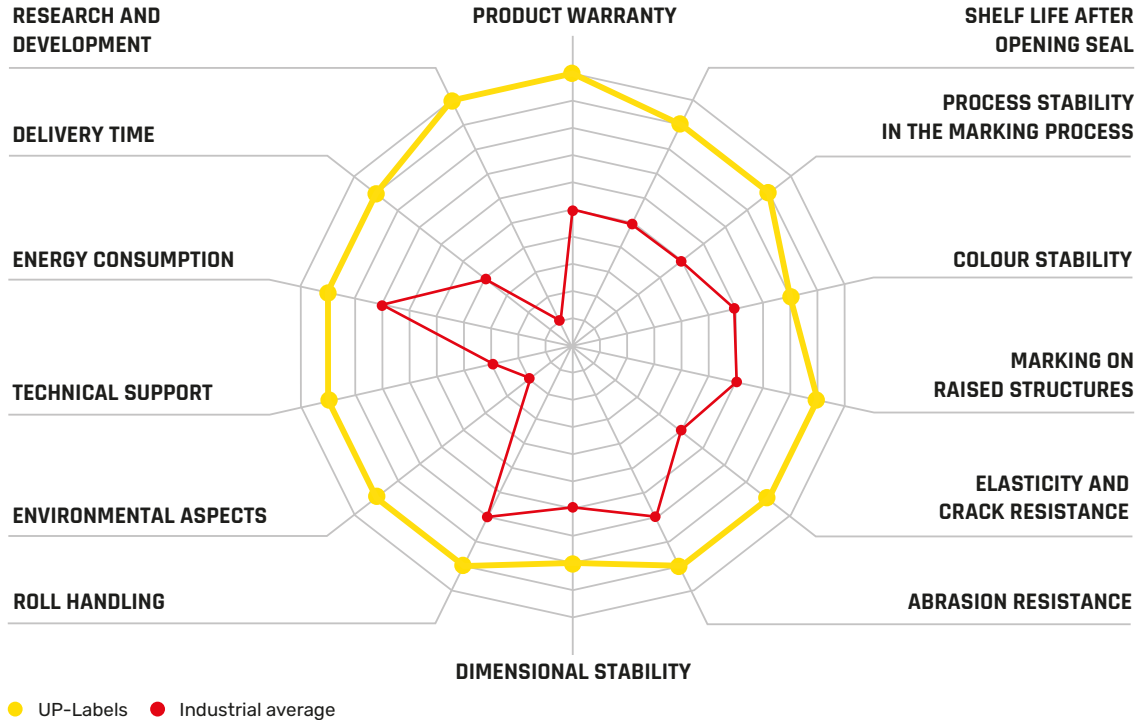 RESEARCH AND
DEVELOPMENT
PRODUCT WARRANTY
SHELF LIFE AFTER
OPENING SEAL
DELIVERY TIME
PROCESS STABILITY
IN THE MARKING PROCESS
ENERGY CONSUMPTION
COLOUR STABILITY
TECHNICAL SUPPORT
MARKING ON
RAISED STRUCTURES
ENVIRONMENTAL ASPECTS
ELASTICITY AND
CRACK RESISTANCE
ROLL HANDLING
ABRASION RESISTANCE
DIMENSIONAL STABILITY
UP-Labels
Industrial average